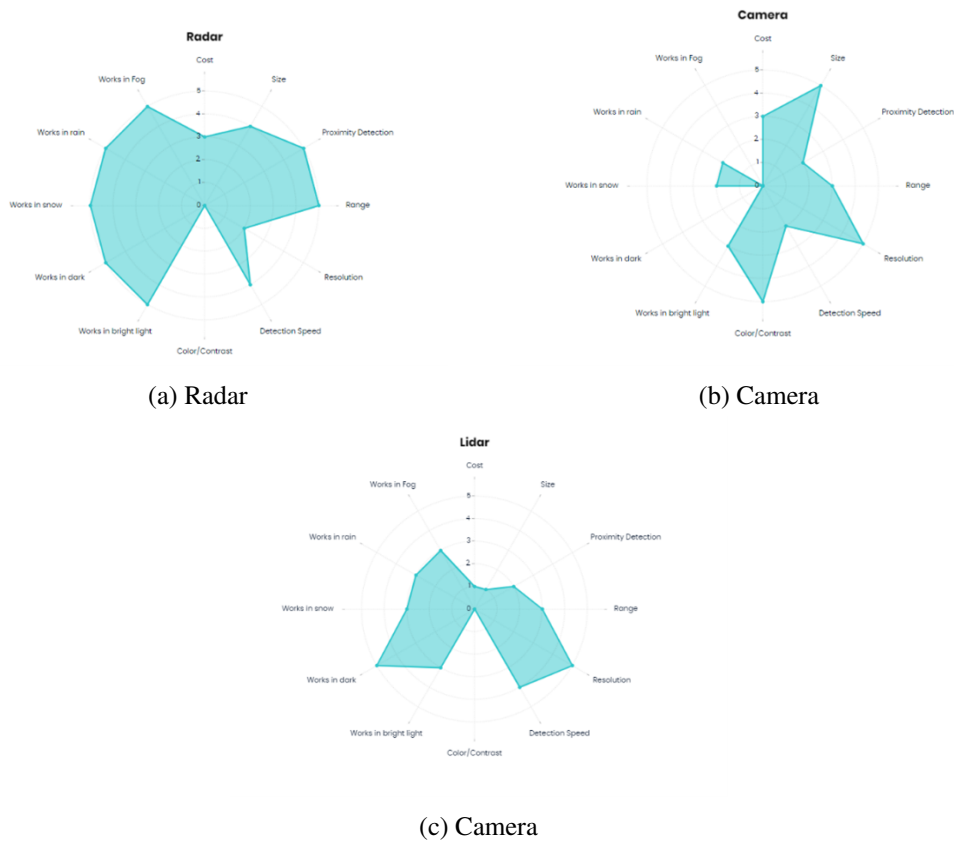 Radar
Cost
Works in Fog
Size
5
4
Works in rain
Proximity Detection
3
2
1
Works in snow
0
Range
Works in dark
Resolution
Works in bright light
Detection Speed
Color/Contrast
(a) Radar
Camera
Cost
Works in Fog
Size
5
4
Works in rain
Proximity Detection
3
2
1
Works in snow
0
Range
Works in dark
Resolution
Works in bright light
Detection Speed
Color/Contrast
(b) Camera
Lidar
Cost
Works in Fog
Size
5
4
Works in rain
Proximity Detection
3
2
1
Works in snow
0
Range
Works in dark
Resolution
Works in bright light
Detection Speed
Color/Contrast
(c) Camera